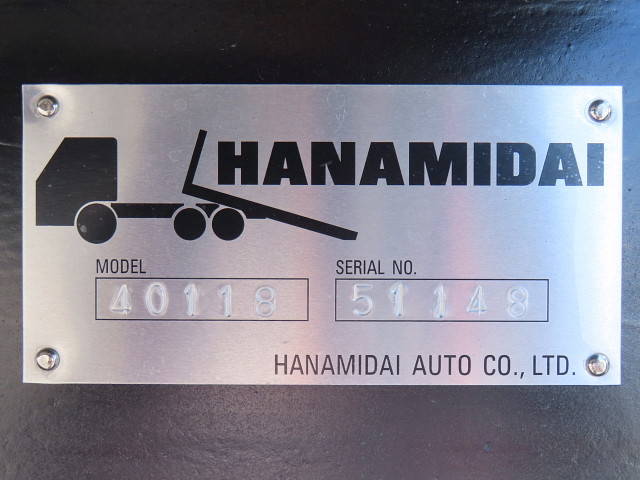 HANAMIDAI
MODEL SERIAL NO.
40118 51148
HANAMIDAI AUTO CO., LTD.